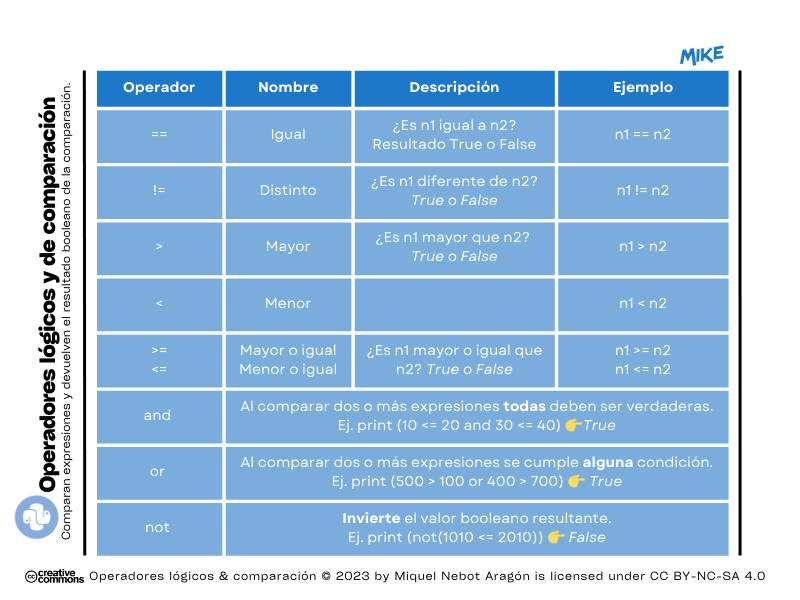 MIKE
Operadores lógicos y de comparación
Comparan expresiones y devuelven el resultado booleano de la comparación.
Operador Nombre Descripción Ejemplo
== Igual ¿Es n1 igual a n2? n1 == n2
Resultado True o False
!= Distinto ¿Es n1 diferente de n2? n1 != n2
True o False
> Mayor ¿Es n1 mayor que n2? n1 > n2
True o False
< Menor n1 < n2
>= Mayor o igual ¿Es n1 mayor o igual que n1 >= n2
<= Menor o igual n2? True o False n1 <= n2
and Al comparar dos o más expresiones todas deben ser verdaderas.
Ej. print (10 <= 20 and 30 <= 40) 👉 True
or Al comparar dos o más expresiones se cumple alguna condición.
Ej. print (500 > 100 or 400 > 700) 👉 True
not Invierte el valor booleano resultante.
Ej. print (not(1010 <= 2010)) 👉 False
cc creative commons Operadores lógicos & comparación © 2023 by Miquel Nebot Aragón is licensed under CC BY-NC-SA 4.0